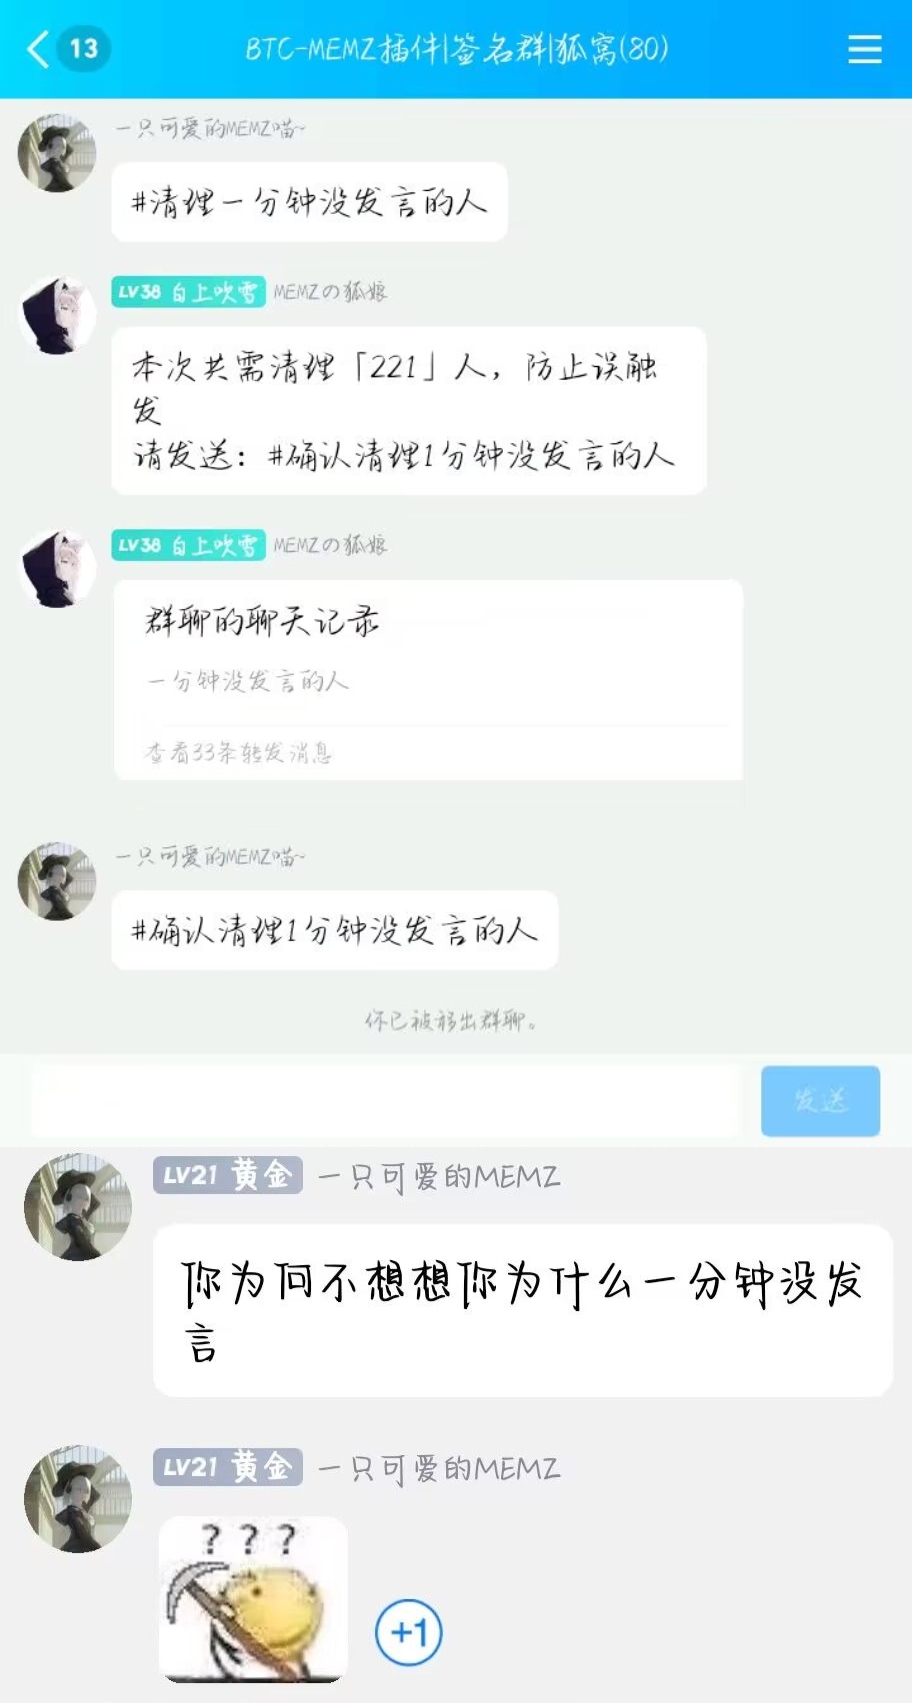 13
BTC-MEMZ插件|签名群|狐窝(80)
一只可爱的MEMZ喵~
#清理一分钟没发言的人
LV38 白上吹雪 MEMZの狐娘
本次共需清理「221」人，防止误触
发
请发送：#确认清理1分钟没发言的人
LV38 白上吹雪 MEMZの狐娘
群聊的聊天记录
一分钟没发言的人
查看33条转发消息
一只可爱的MEMZ喵~
#确认清理1分钟没发言的人
你已被移出群聊。
发送
LV21 黄金 一只可爱的MEMZ
你为何不想想你为什么一分钟没发
言
LV21 黄金 一只可爱的MEMZ
? ? ?
+1